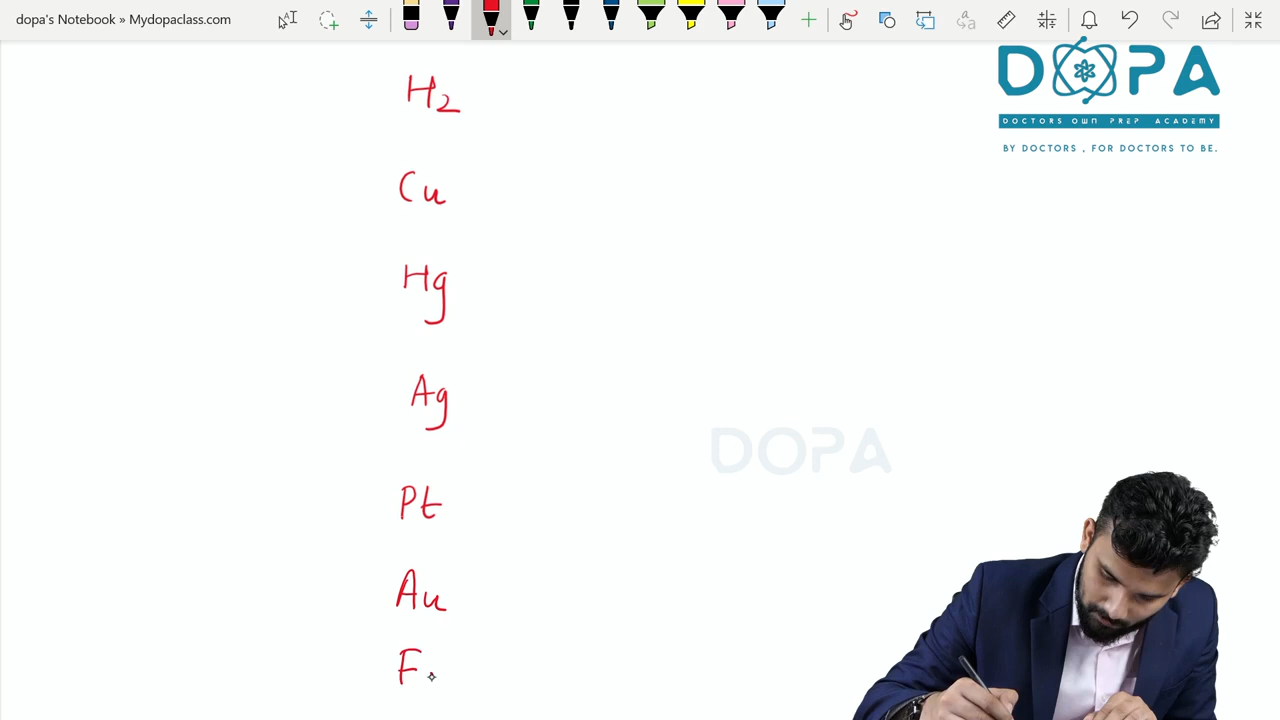 dopa's Notebook » Mydopaclass.com
DOPA
DOCTORS OWN PREP ACADEMY
BY DOCTORS , FOR DOCTORS TO BE.
H2
Cu
Hg
Ag
DOPA
Pt
Au
F